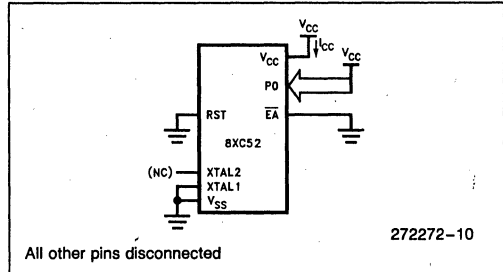 VCC
ICC
VCC
VCC
P0
RST
EA
8XC52
(NC)
XTAL2
XTAL1
VSS
272272-10
All other pins disconnected